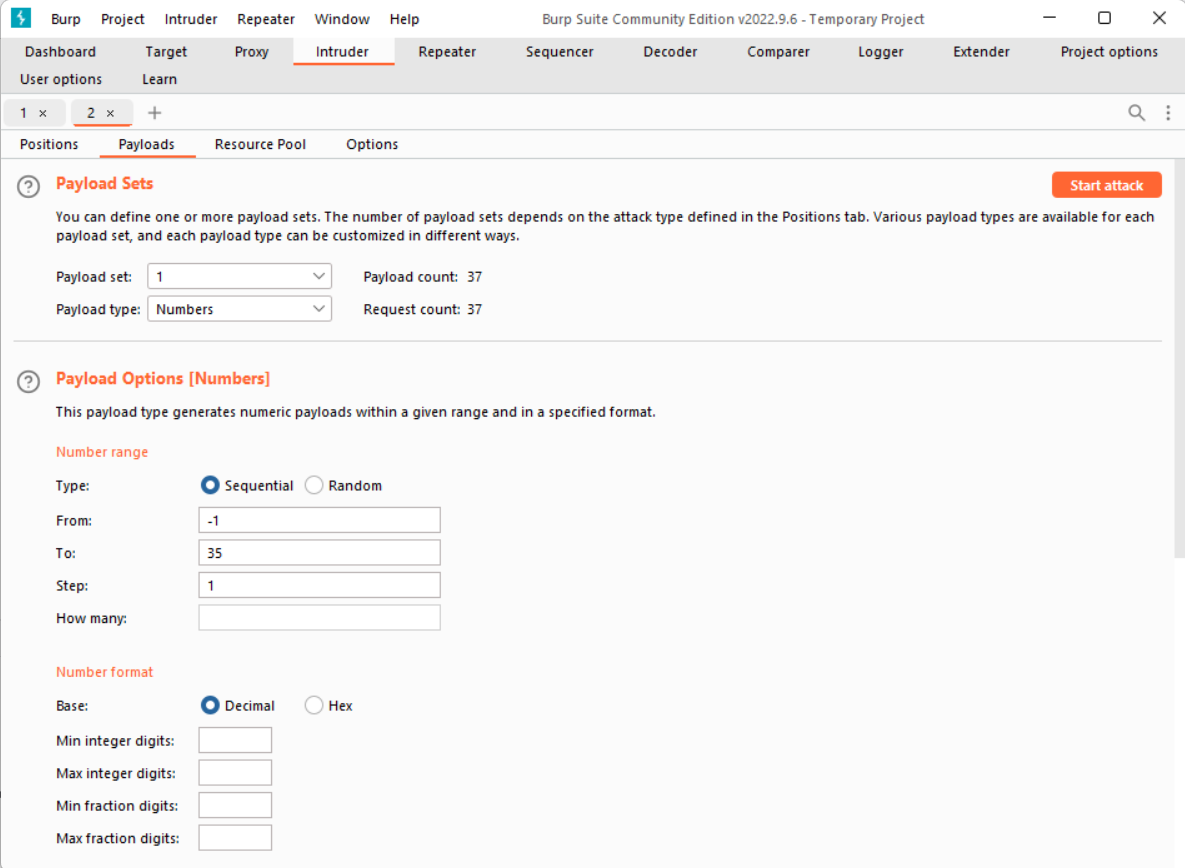 Burp Project Intruder Repeater Window Help Burp Suite Community Edition v2022.9.6 - Temporary Project
Dashboard Target Proxy Intruder Repeater Sequencer Decoder Comparer Logger Extender Project options
User options Learn
1 × 2 × +
Positions Payloads Resource Pool Options
? Payload Sets Start attack
You can define one or more payload sets. The number of payload sets depends on the attack type defined in the Positions tab. Various payload types are available for each
payload set, and each payload type can be customized in different ways.
Payload set: 1 Payload count: 37
Payload type: Numbers Request count: 37
? Payload Options [Numbers]
This payload type generates numeric payloads within a given range and in a specified format.
Number range
Type: Sequential Random
From: -1
To: 35
Step: 1
How many:
Number format
Base: Decimal Hex
Min integer digits:
Max integer digits:
Min fraction digits:
Max fraction digits: